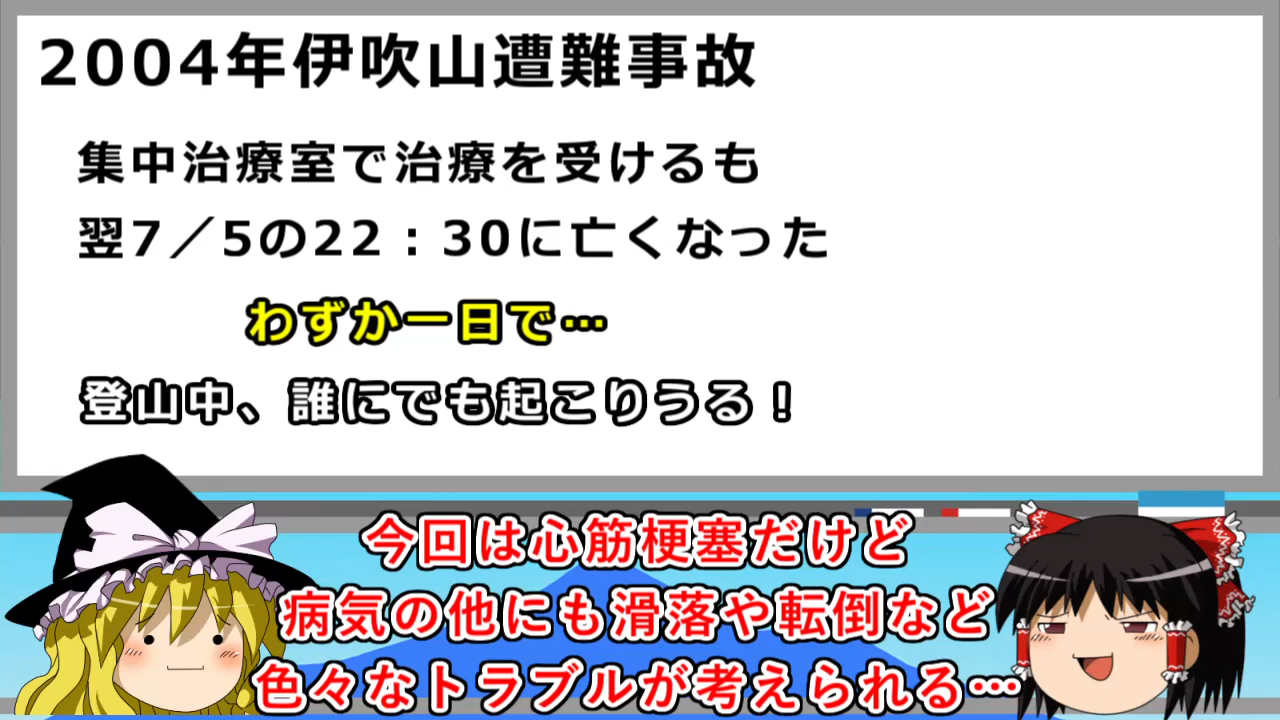 2004年伊吹山遭難事故
集中治療室で治療を受けるも
翌7／5の22：30に亡くなった
わずか一日で…
登山中、誰にでも起こりうる！
今回は心筋梗塞だけど
病気の他にも滑落や転倒など
色々なトラブルが考えられる…